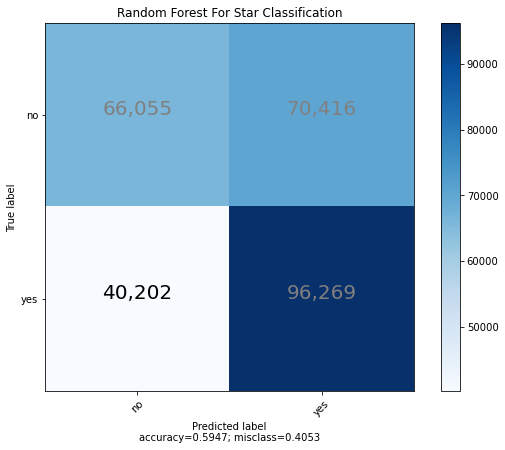 Random Forest For Star Classification
True label
no
yes
66,055 70,416
40,202 96,269
no yes
Predicted label
accuracy=0.5947; misclass=0.4053
90000
80000
70000
60000
50000